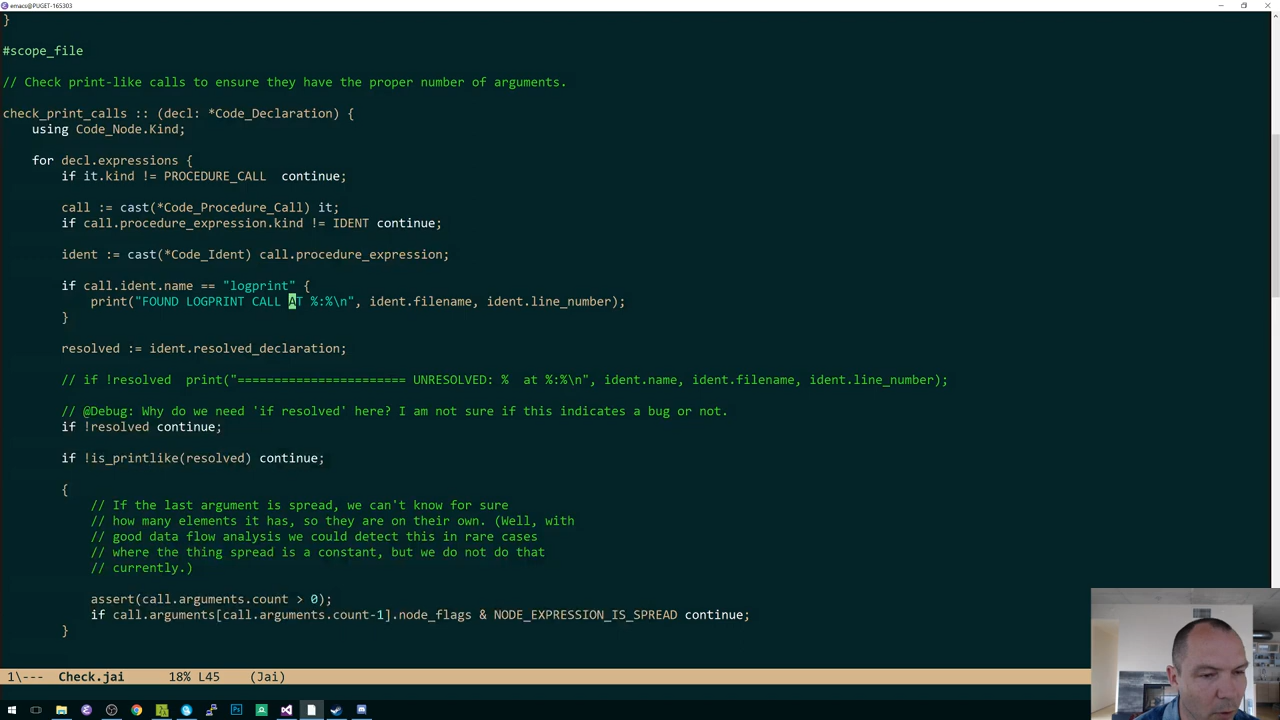 emacs@PUGET-165303
}
#scope_file
// Check print-like calls to ensure they have the proper number of arguments.
check_print_calls :: (decl: *Code_Declaration) {
using Code_Node.Kind;
for decl.expressions {
if it.kind != PROCEDURE_CALL  continue;
call := cast(*Code_Procedure_Call) it;
if call.procedure_expression.kind != IDENT continue;
ident := cast(*Code_Ident) call.procedure_expression;
if call.ident.name == "logprint" {
print("FOUND LOGPRINT CALL AT %:%\n", ident.filename, ident.line_number);
}
resolved := ident.resolved_declaration;
// if !resolved  print("======================= UNRESOLVED: %  at %:%\n", ident.name, ident.filename, ident.line_number);
// @Debug: Why do we need 'if resolved' here? I am not sure if this indicates a bug or not.
if !resolved continue;
if !is_printlike(resolved) continue;
{
// If the last argument is spread, we can't know for sure
// how many elements it has, so they are on their own. (Well, with
// good data flow analysis we could detect this in rare cases
// where the thing spread is a constant, but we do not do that
// currently.)
assert(call.arguments.count > 0);
if call.arguments[call.arguments.count-1].node_flags & NODE_EXPRESSION_IS_SPREAD continue;
}
1\---  Check.jai      18% L45    (Jai)